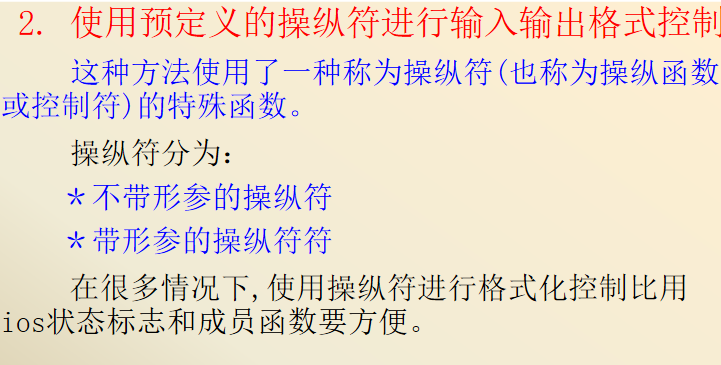 2. 使用预定义的操纵符进行输入输出格式控制
这种方法使用了一种称为操纵符(也称为操纵函数
或控制符)的特殊函数。
操纵符分为:
*不带形参的操纵符
*带形参的操纵符符
在很多情况下,使用操纵符进行格式化控制比用
ios状态标志和成员函数要方便。